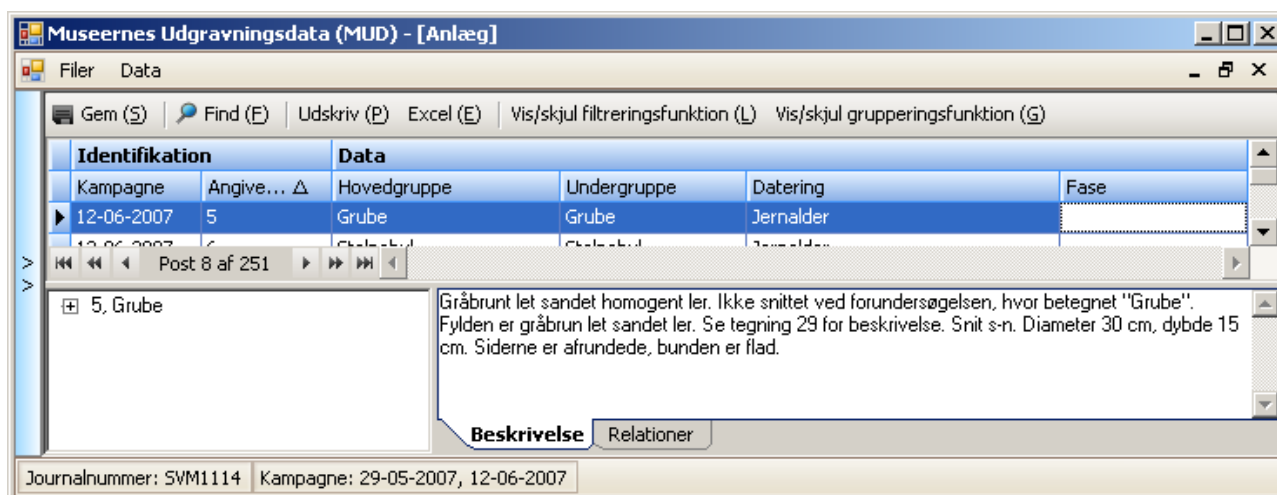 Museernes Udgravningsdata (MUD) - [Anlæg]
Filer Data
Gem (S) Find (F) Udskriv (P) Excel (E) Vis/skjul filtreringsfunktion (L) Vis/skjul grupperingsfunktion (G)
Identifikation Data
Kampagne Angive... Hovedgruppe Undergruppe Datering Fase
12-06-2007 5 Grube Grube Jernalder
Post 8 af 251
5, Grube
Gråbrunt let sandet homogent ler. Ikke snittet ved forundersøgelsen, hvor betegnet "Grube".
Fylden er gråbrun let sandet ler. Se tegning 29 for beskrivelse. Snit s-n. Diameter 30 cm, dybde 15
cm. Siderne er afrundede, bunden er flad.
Beskrivelse Relationer
Journalnummer: SVM1114 Kampagne: 29-05-2007, 12-06-2007